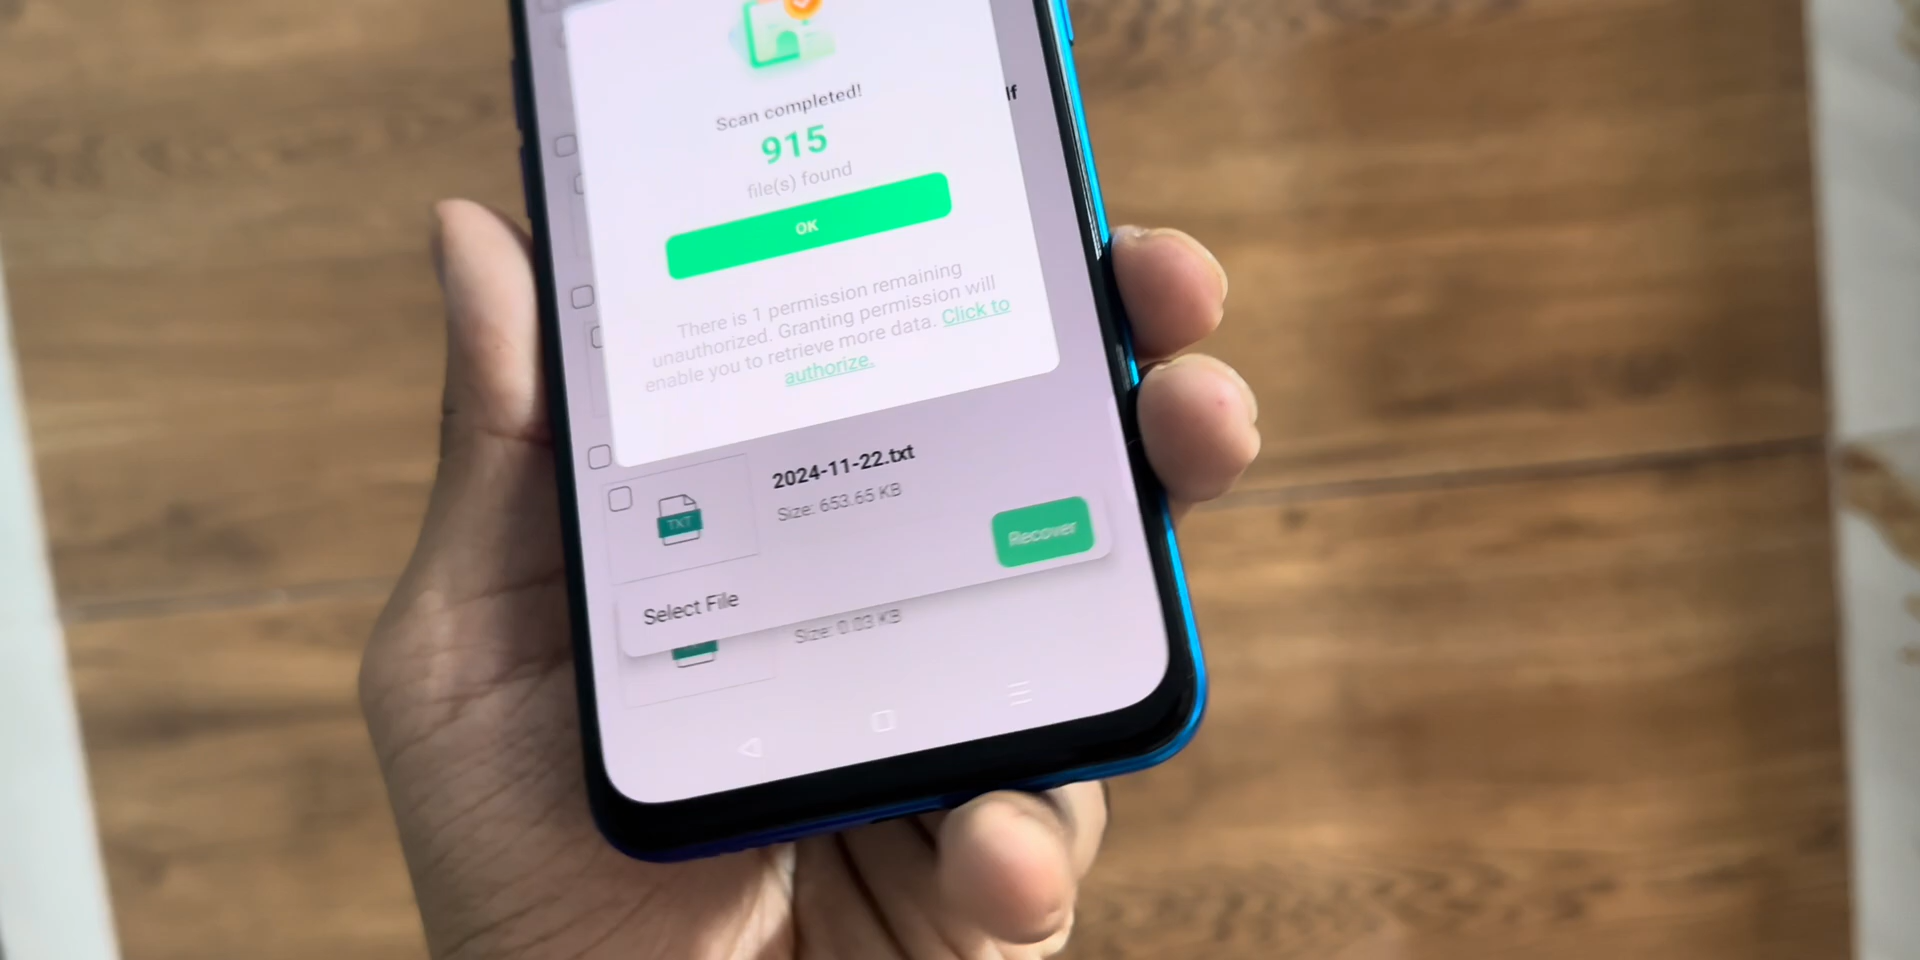 lf
Scan completed!
915
file(s) found
OK
There is 1 permission remaining
unauthorized. Granting permission will
enable you to retrieve more data. Click to
authorize.
2024-11-22.txt
Size: 653.65 KB
TXT
Recover
Select File
Size: 0.03 KB